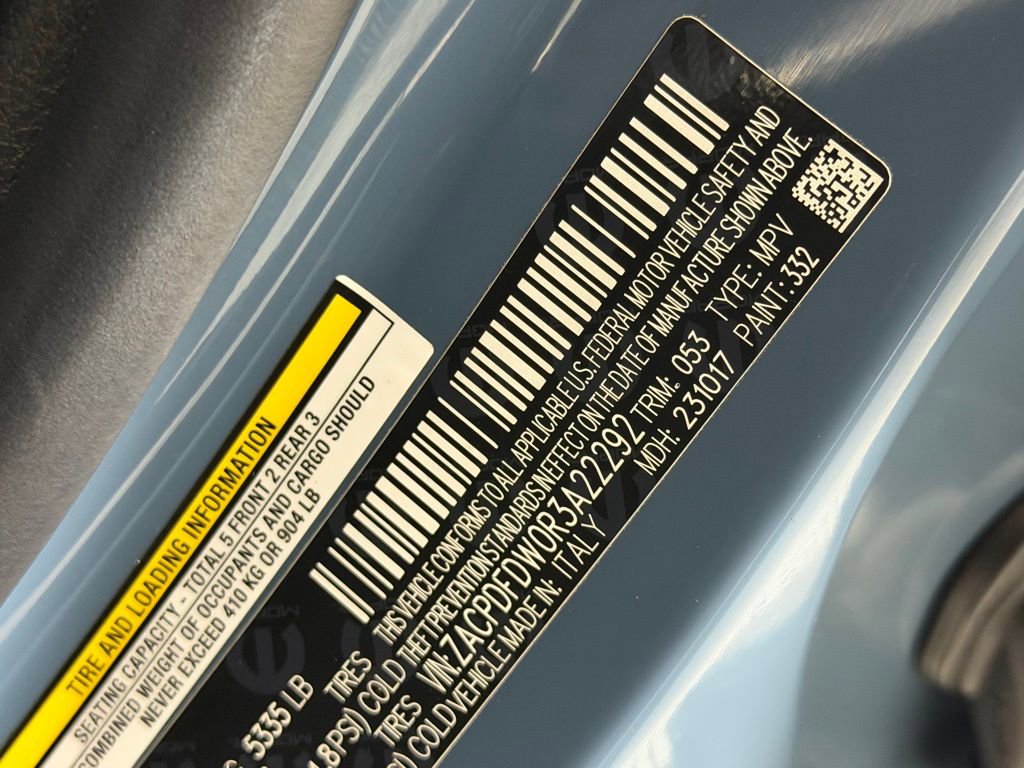 TIRE AND LOADING INFORMATION
SEATING CAPACITY - TOTAL 5 FRONT 2 REAR 3
COMBINED WEIGHT OF OCCUPANTS AND CARGO SHOULD
NEVER EXCEED 410 KG OR 904 LB
5335 LB
TIRES
PSI) COLD
TIRES
COLD
THIS VEHICLE CONFORMS TO ALL APPLICABLE U.S. FEDERAL MOTOR VEHICLE SAFETY AND
THEFT PREVENTION STANDARDS IN EFFECT ON THE DATE OF MANUFACTURE SHOWN ABOVE.
VIN: ZACPDFDW0R3A22292 TRIM: 053 TYPE: MPV
VEHICLE MADE IN: ITALY MDH: 231017 PAINT: 332